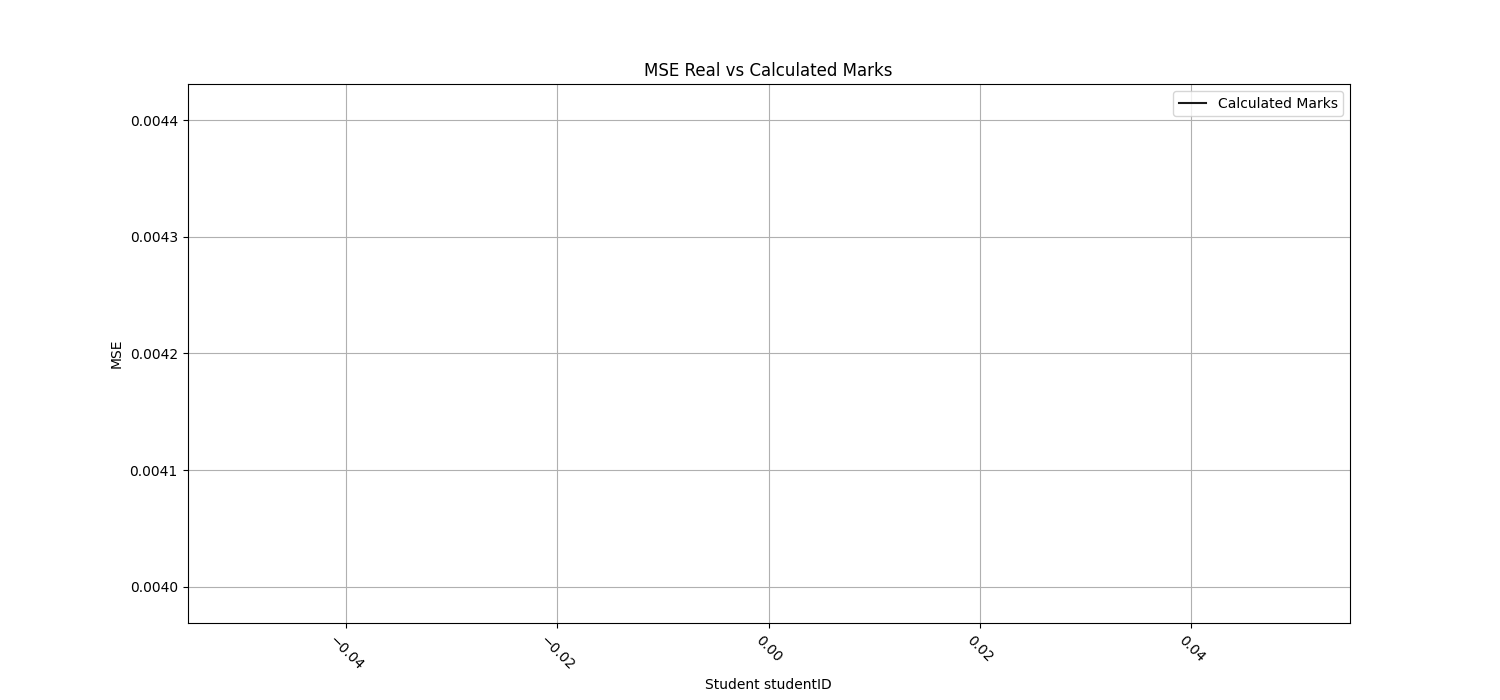 MSE Real vs Calculated Marks
Calculated Marks
0.0044
0.0043
0.0042
0.0041
0.0040
MSE
−0.04
−0.02
0.00
0.02
0.04
Student studentID